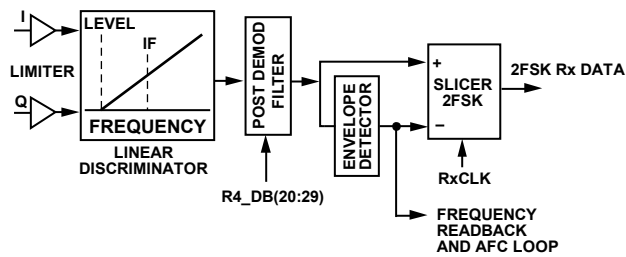 I
LIMITER
Q
LEVEL
IF
FREQUENCY
LINEAR
DISCRIMINATOR
POST DEMOD
FILTER
R4_DB(20:29)
ENVELOPE
DETECTOR
+
SLICER
2FSK
–
RxCLK
2FSK Rx DATA
FREQUENCY
READBACK
AND AFC LOOP